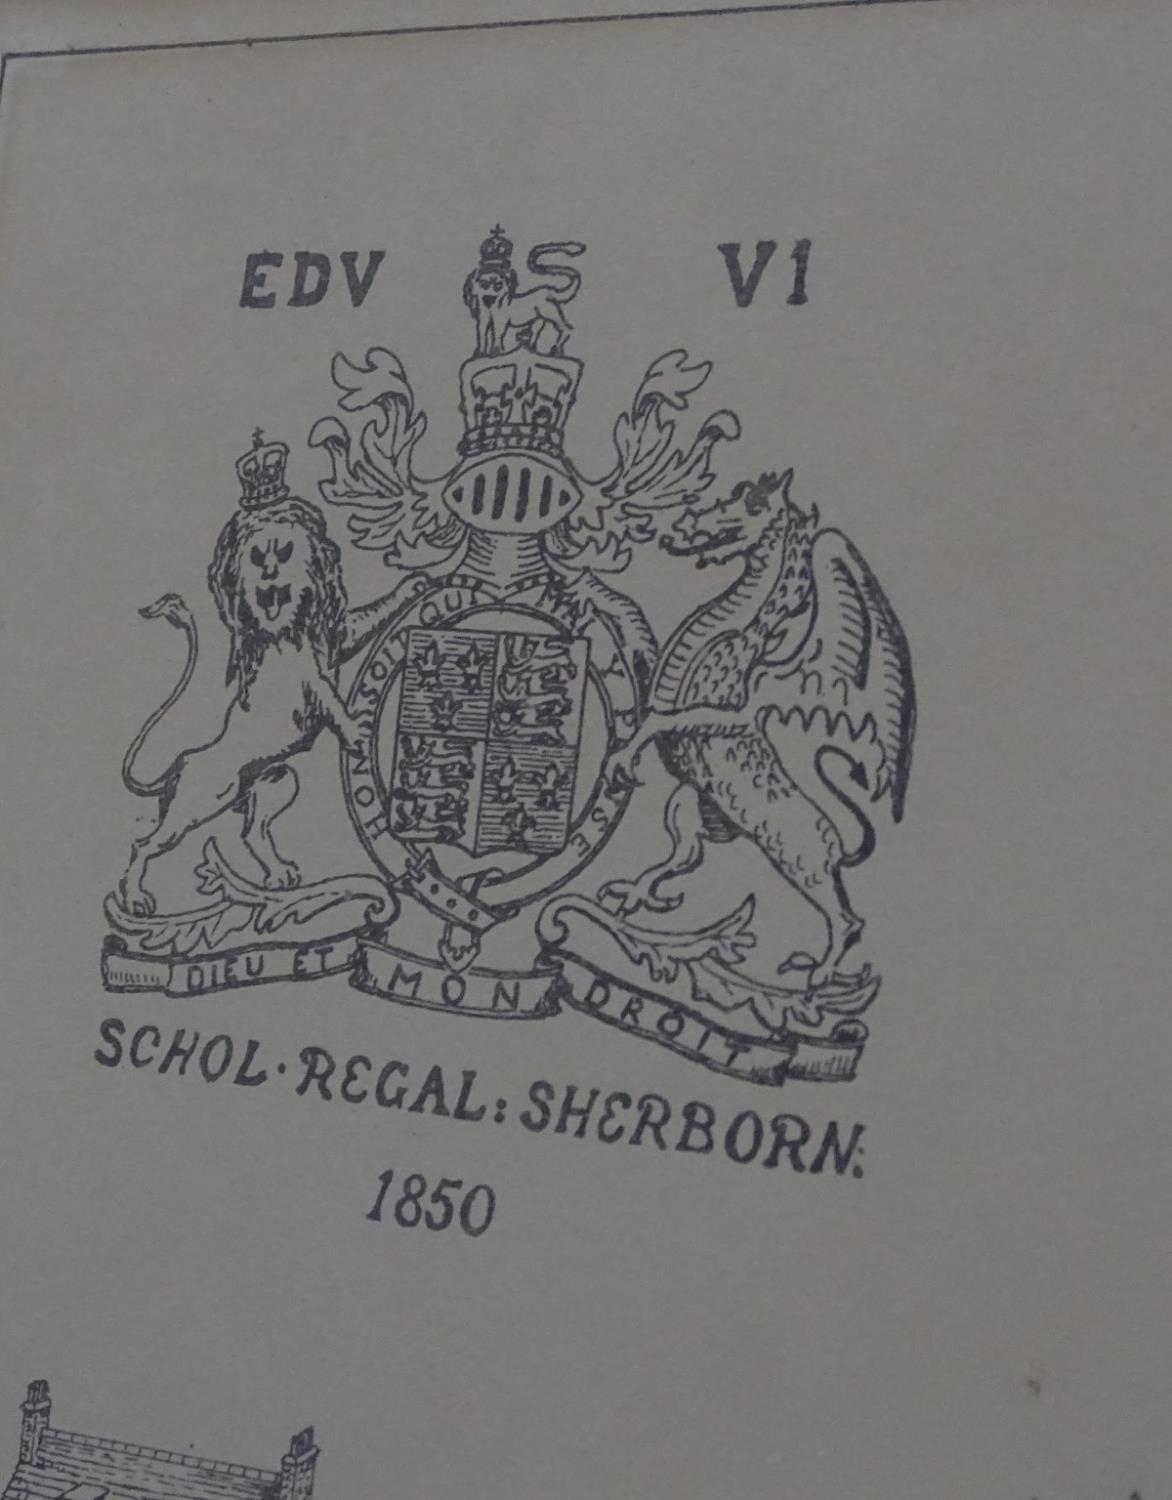 EDV VI
HONI SOIT QUI MAL Y PENSE
DIEU ET MON DROIT
SCHOL · REGAL : SHERBORN :
1850